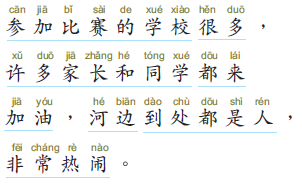 cān jiā bǐ sài de xué xiào hěn duō
参加比赛的学校很多，
xǔ duō jiā zhǎng hé tóng xué dōu lái
许多家长和同学都来
jiā yóu hé biān dào chù dōu shì rén
加油，河边到处都是人，
fēi cháng rè nào
非常热闹。